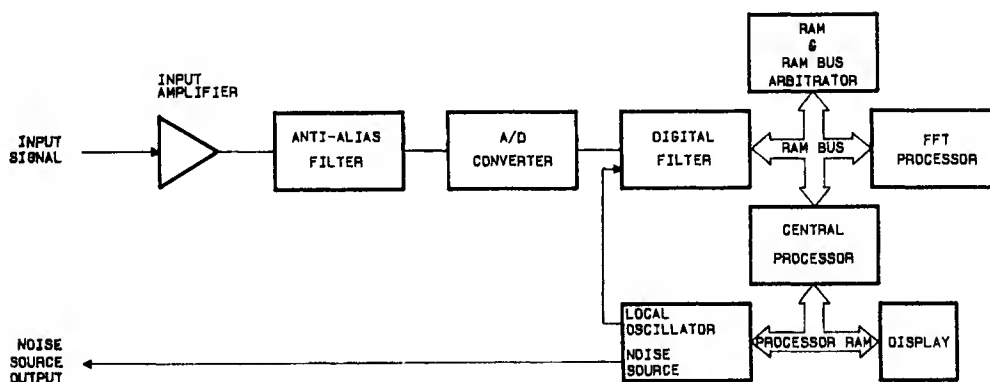 RAM
&
RAM BUS
ARBITRATOR
INPUT
AMPLIFIER
INPUT
SIGNAL
ANTI-ALIAS
FILTER
A/D
CONVERTER
DIGITAL
FILTER
RAM BUS
FFT
PROCESSOR
CENTRAL
PROCESSOR
LOCAL
OSCILLATOR
NOISE
SOURCE
PROCESSOR RAM
DISPLAY
NOISE
SOURCE
OUTPUT